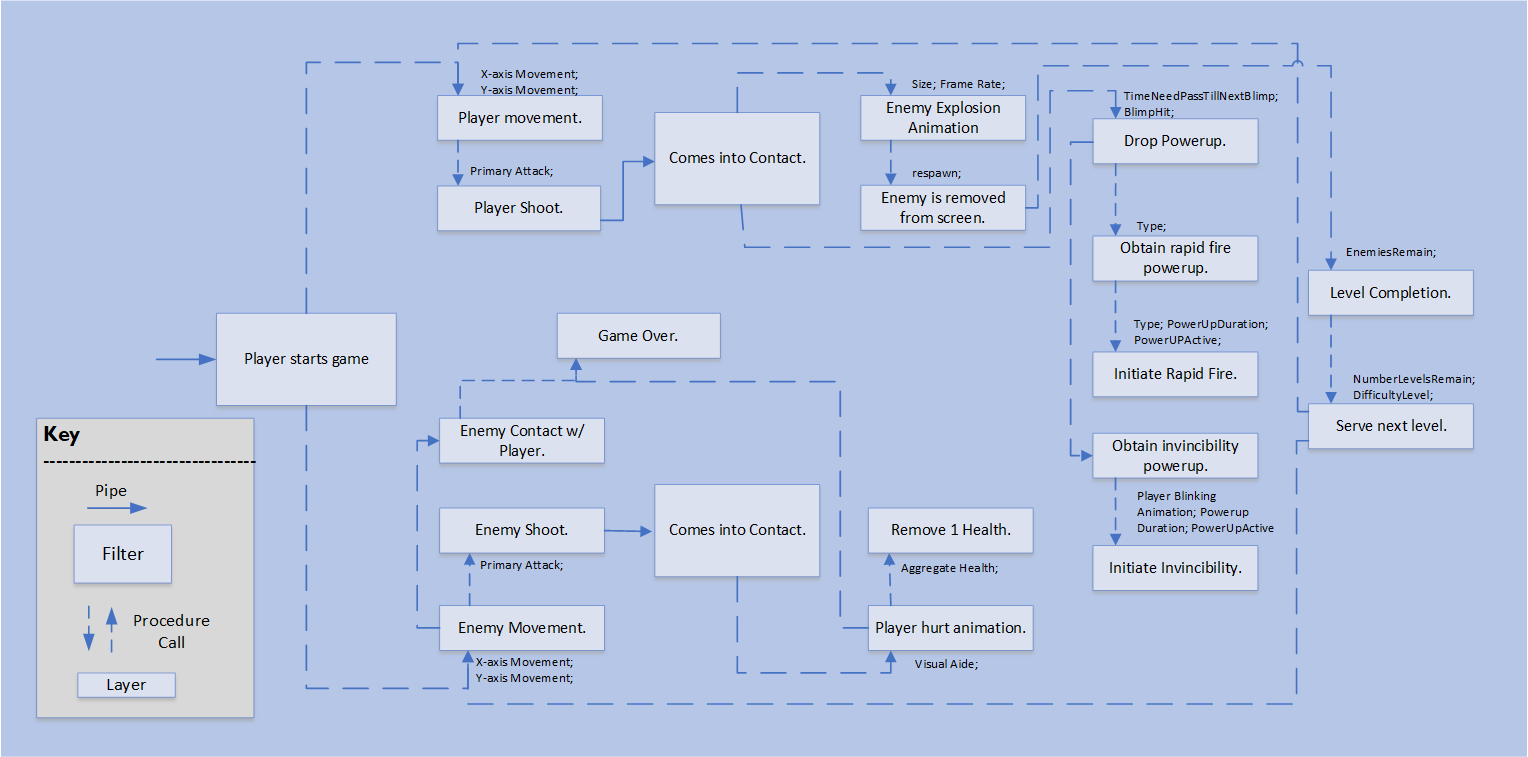 X-axis Movement;
Y-axis Movement;
Player movement.
Primary Attack;
Player Shoot.
Comes into Contact.
Size; Frame Rate;
Enemy Explosion
Animation
respawn;
Enemy is removed
from screen.
TimeNeedPassTillNextBlimp;
BlimpHit;
Drop Powerup.
Type;
Obtain rapid fire
powerup.
Type; PowerUpDuration;
PowerUPActive;
Initiate Rapid Fire.
Obtain invincibility
powerup.
Player Blinking
Animation; Powerup
Duration; PowerUpActive
Initiate Invincibility.
EnemiesRemain;
Level Completion.
NumberLevelsRemain;
DifficultyLevel;
Serve next level.
Player starts game
Game Over.
Enemy Contact w/
Player.
Enemy Shoot.
Primary Attack;
Enemy Movement.
X-axis Movement;
Y-axis Movement;
Comes into Contact.
Remove 1 Health.
Aggregate Health;
Player hurt animation.
Visual Aide;
Key
Pipe
Filter
Procedure
Call
Layer